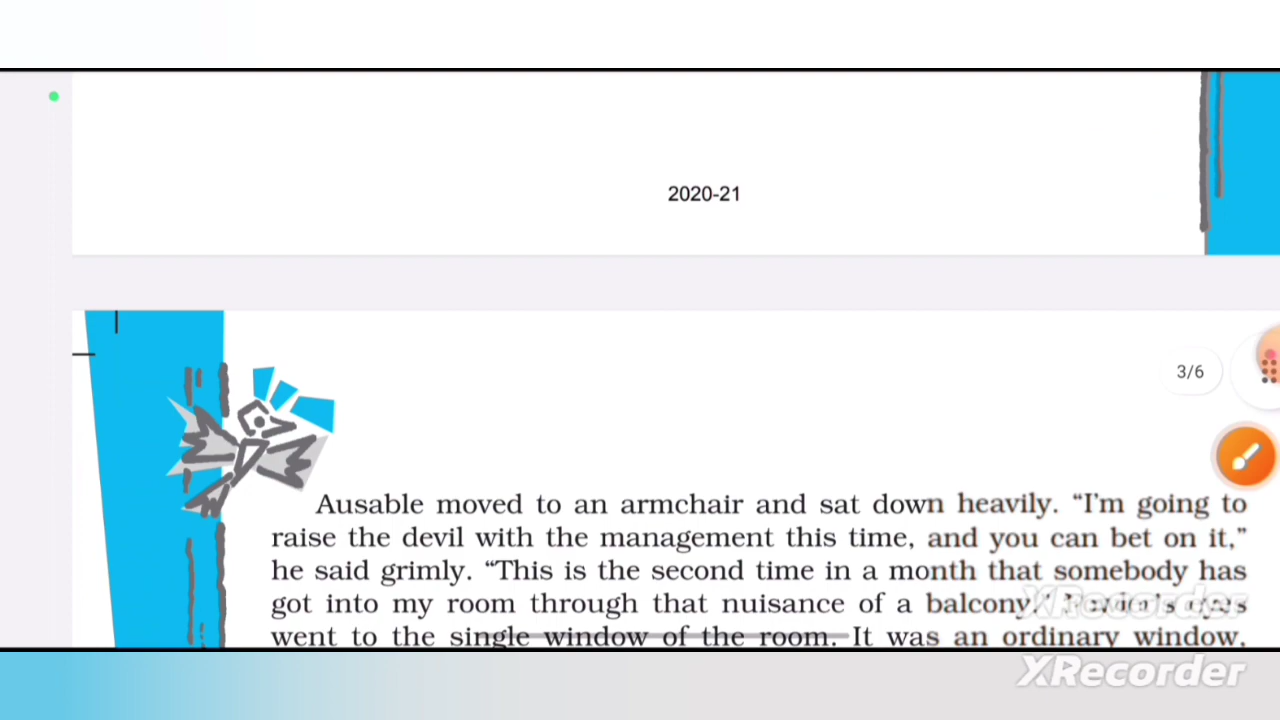 2020-21
3/6
Ausable moved to an armchair and sat down heavily. “I’m going to
raise the devil with the management this time, and you can bet on it,”
he said grimly. “This is the second time in a month that somebody has
got into my room through that nuisance of a balcony.” eyes
went to the single window of the room. It was an ordinary window,
XRecorder
XRecorder